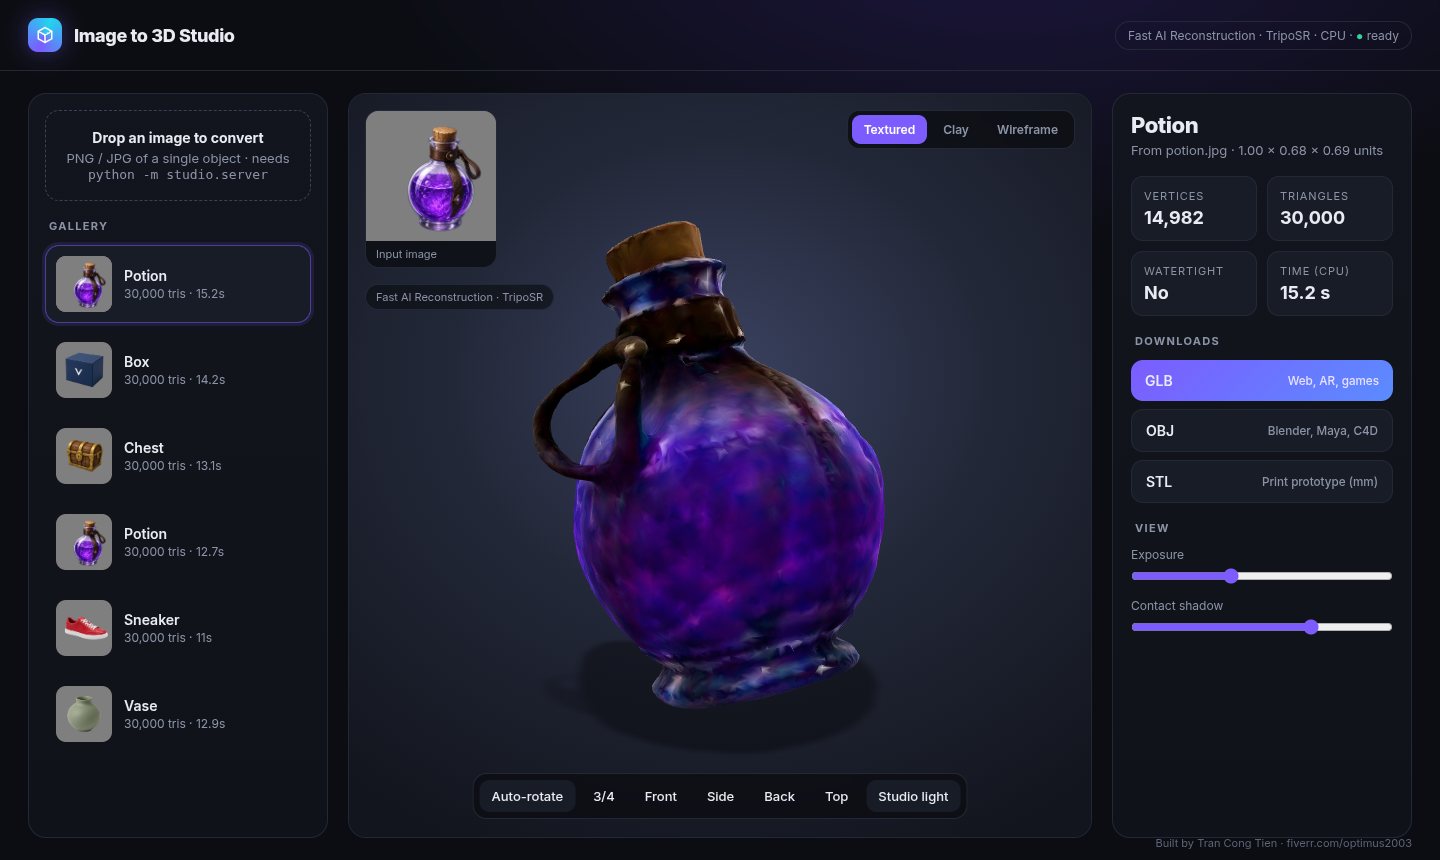 Image to 3D Studio
Fast AI Reconstruction · TripoSR · CPU · ● ready
Drop an image to convert
PNG / JPG of a single object · needs
python -m studio.server
GALLERY
Potion
30,000 tris · 15.2s
Box
30,000 tris · 14.2s
Chest
30,000 tris · 13.1s
Potion
30,000 tris · 12.7s
Sneaker
30,000 tris · 11s
Vase
30,000 tris · 12.9s
Input image
Fast AI Reconstruction · TripoSR
Textured Clay Wireframe
Auto-rotate 3/4 Front Side Back Top Studio light
Potion
From potion.jpg · 1.00 × 0.68 × 0.69 units
VERTICES TRIANGLES
14,982 30,000
WATERTIGHT TIME (CPU)
No 15.2 s
DOWNLOADS
GLB Web, AR, games
OBJ Blender, Maya, C4D
STL Print prototype (mm)
VIEW
Exposure
Contact shadow
Built by Tran Cong Tien · fiverr.com/optimus2003